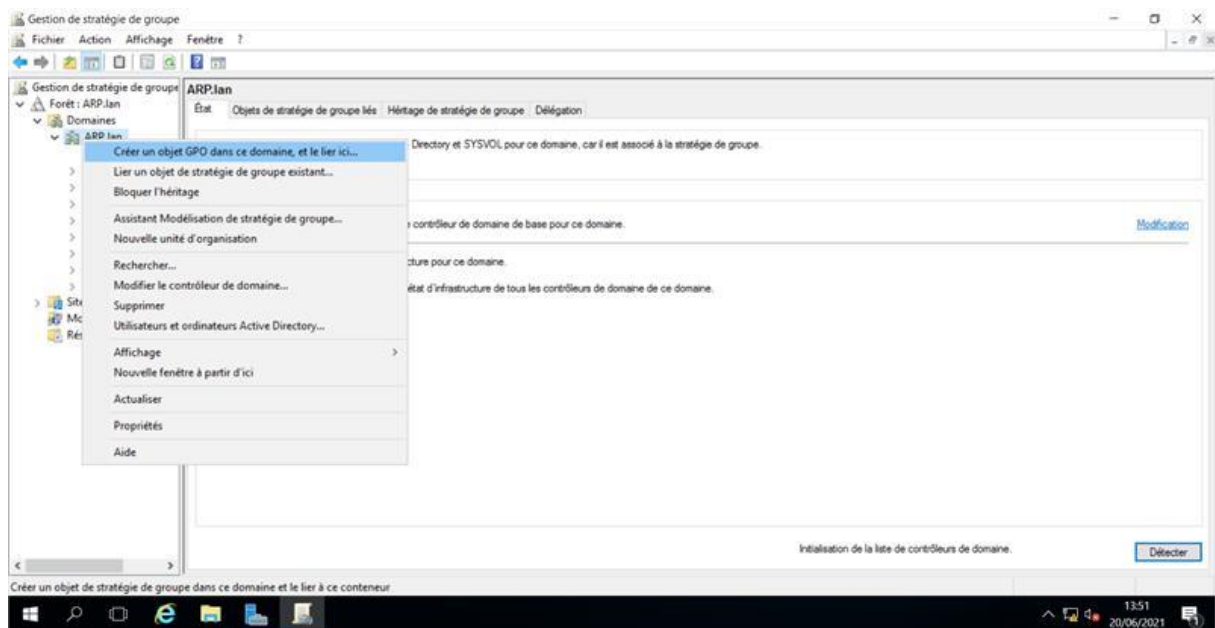 Gestion de stratégie de groupe
Fichier Action Affichage Fenêtre ?
Gestion de stratégie de groupe
Forêt : ARP.lan
Domaines
ARP.lan
ARP.lan
État Objets de stratégie de groupe liés Héritage de stratégie de groupe Délégation
Directory et SYSVOL pour ce domaine, car il est associé à la stratégie de groupe.
contrôleur de domaine de base pour ce domaine.
Modification
cture pour ce domaine.
état d'infrastructure de tous les contrôleurs de domaine de ce domaine.
Créer un objet GPO dans ce domaine, et le lier ici...
Lier un objet de stratégie de groupe existant...
Bloquer l'héritage
Assistant Modélisation de stratégie de groupe...
Nouvelle unité d'organisation
Rechercher...
Modifier le contrôleur de domaine...
Supprimer
Utilisateurs et ordinateurs Active Directory...
Affichage
Nouvelle fenêtre à partir d'ici
Actualiser
Propriétés
Aide
Site
Mo
Rés
Initialisation de la liste de contrôleurs de domaine.
Détecter
Créer un objet de stratégie de groupe dans ce domaine et le lier à ce conteneur
13:51
20/06/2021